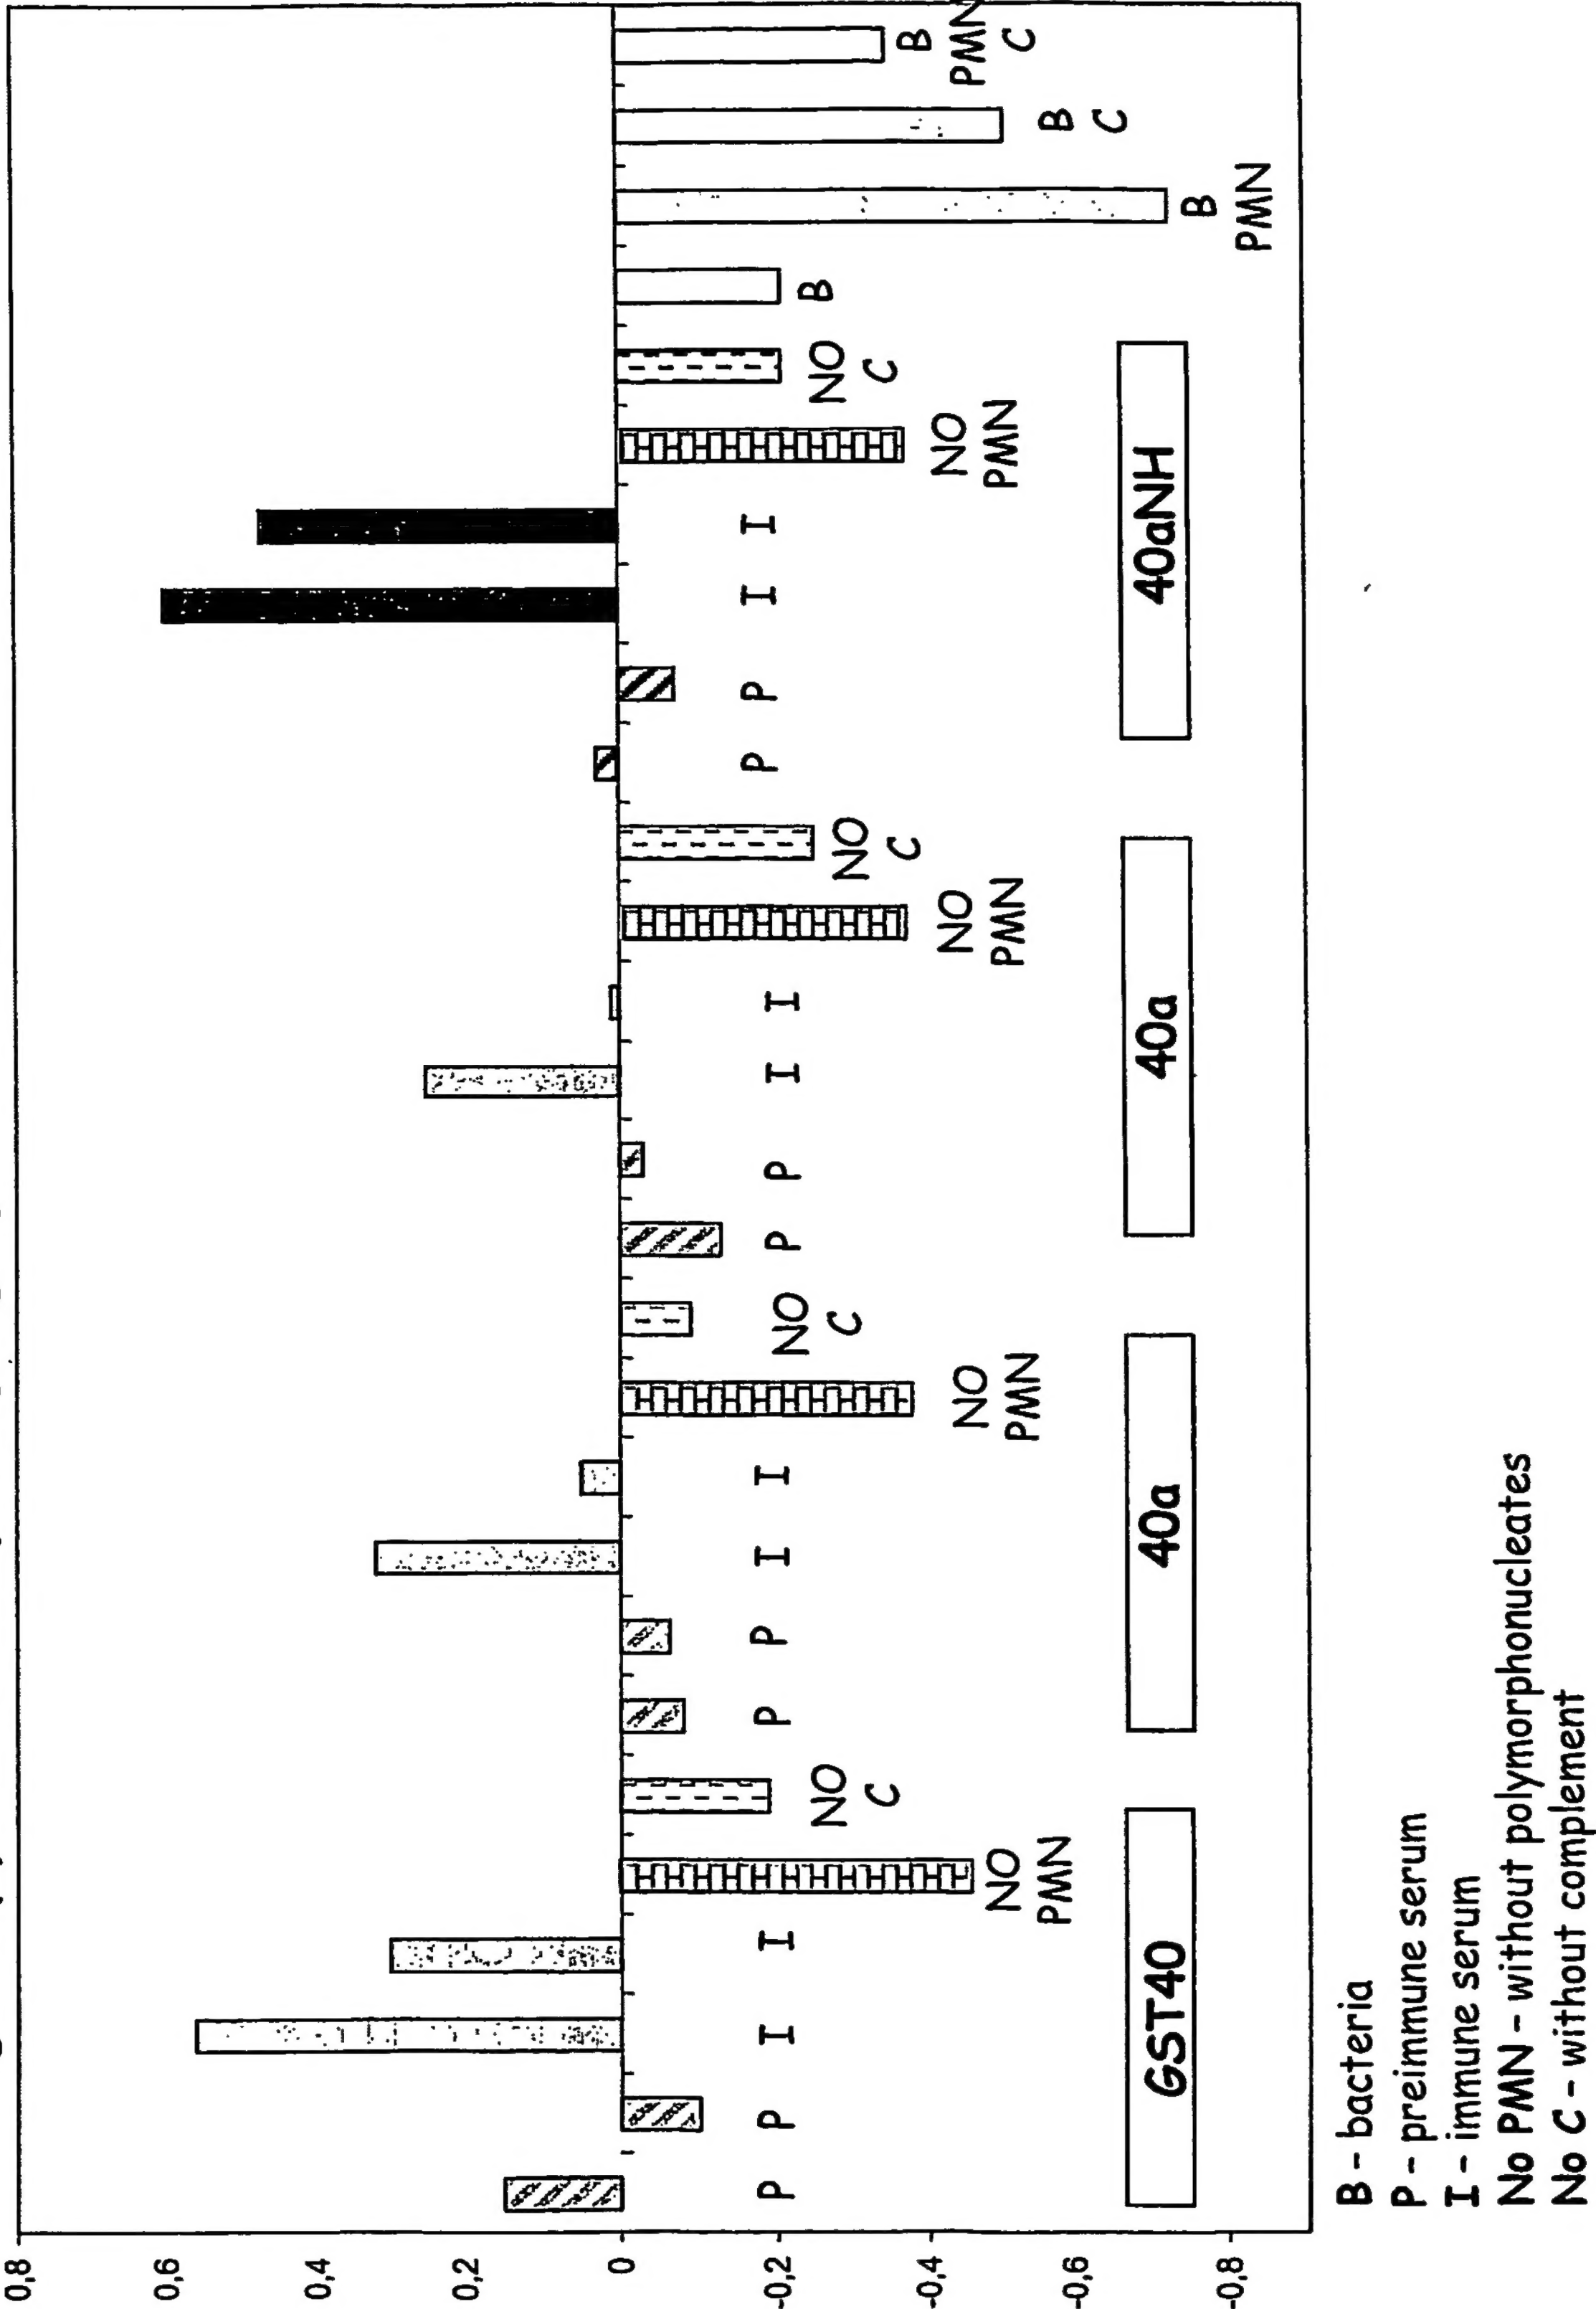 0,8
0,6
0,4
0,2
0
-0,2
-0,4
-0,6
-0,8
P
P
I
I
NO
PMN
NO
C
P
P
I
I
NO
PMN
NO
C
P
P
I
I
NO
PMN
NO
C
P
P
I
I
NO
PMN
NO
C
B
B
PMN
B
C
B
PMN
C
GST40
40a
40a
40aNH
B - bacteria
P - preimmune serum
I - immune serum
No PMN - without polymorphonucleates
No C - without complement